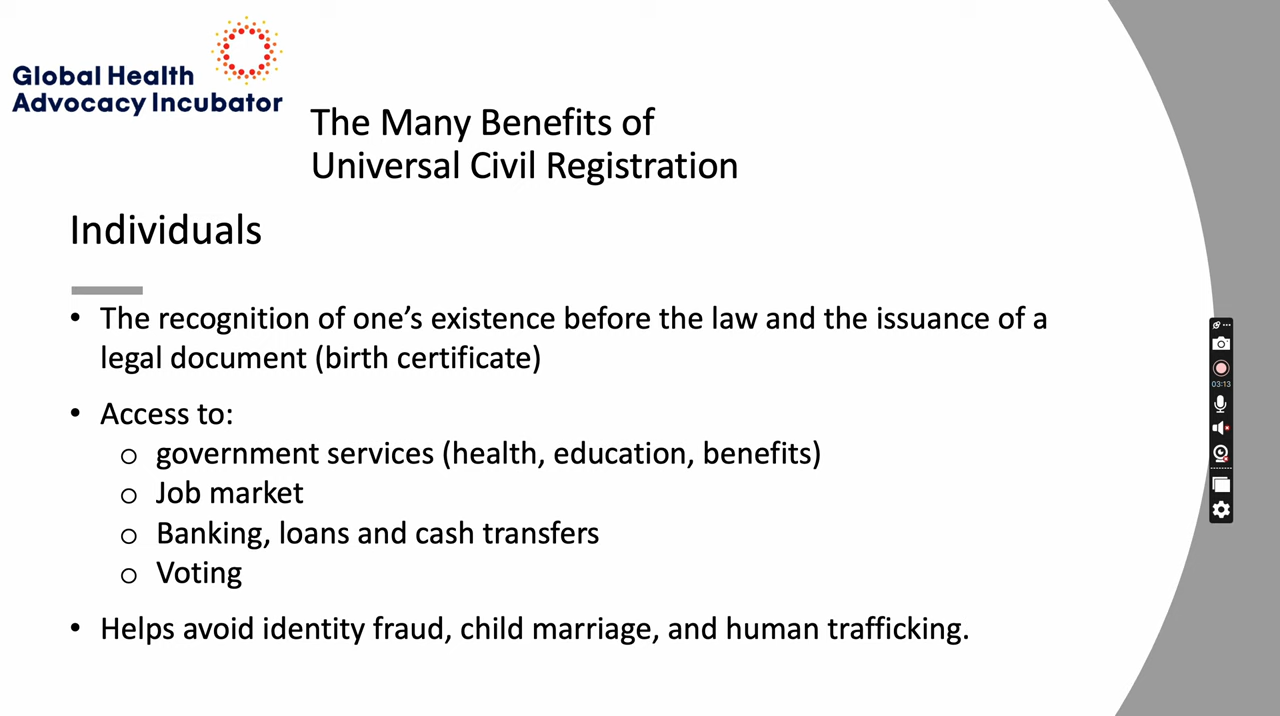 Global Health
Advocacy Incubator
The Many Benefits of
Universal Civil Registration
Individuals
• The recognition of one’s existence before the law and the issuance of a
legal document (birth certificate)
• Access to:
o government services (health, education, benefits)
o Job market
o Banking, loans and cash transfers
o Voting
• Helps avoid identity fraud, child marriage, and human trafficking.
03:13